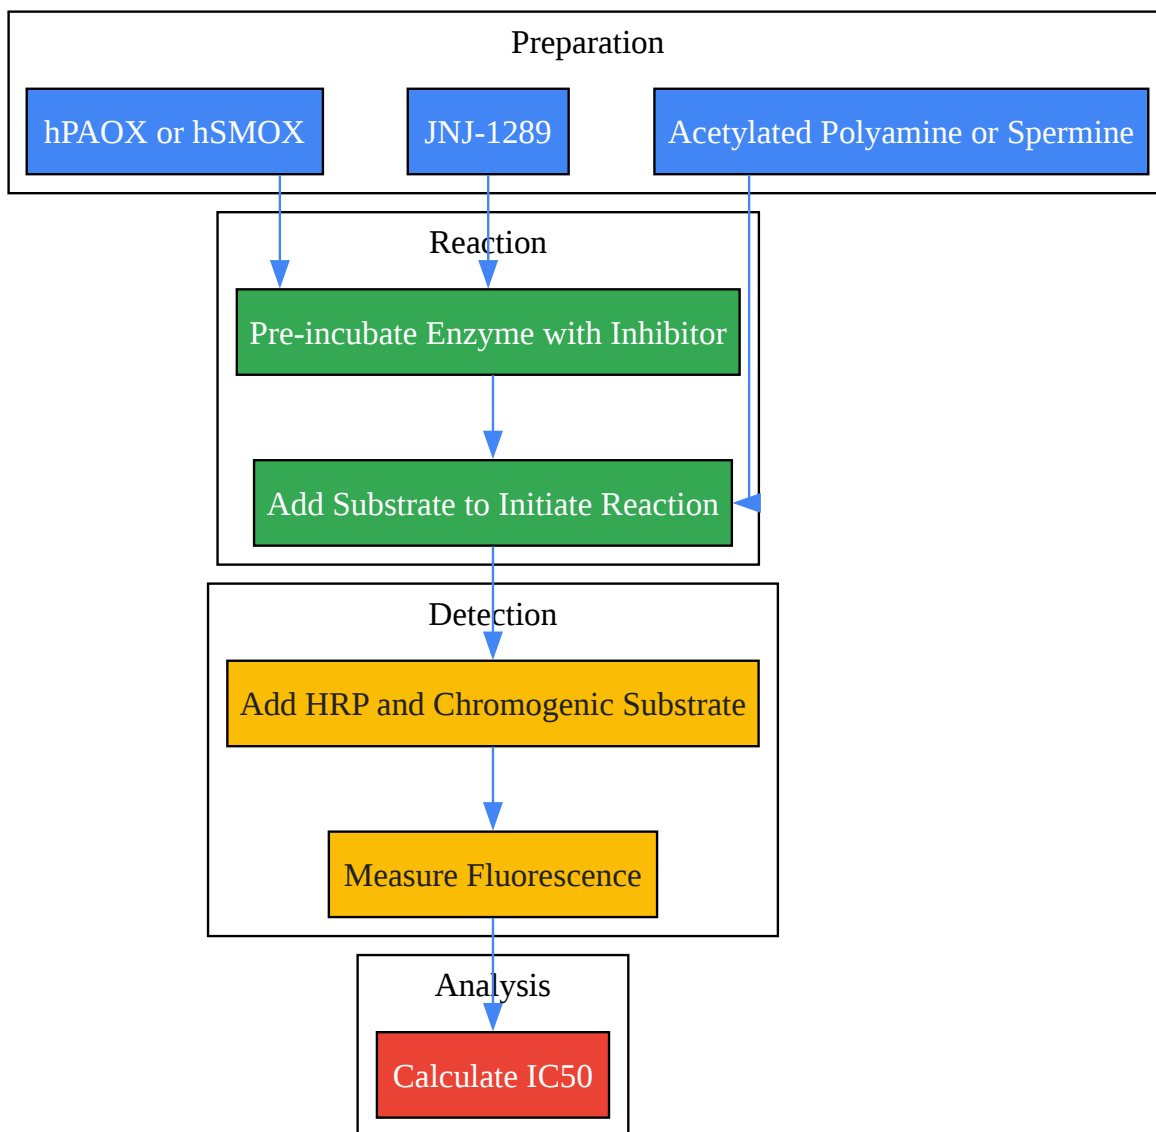 Preparation
hPAOX or hSMOX
JNJ-1289
Acetylated Polyamine or Spermine
Reaction
Pre-incubate Enzyme with Inhibitor
Add Substrate to Initiate Reaction
Detection
Add HRP and Chromogenic Substrate
Measure Fluorescence
Analysis
Calculate IC50